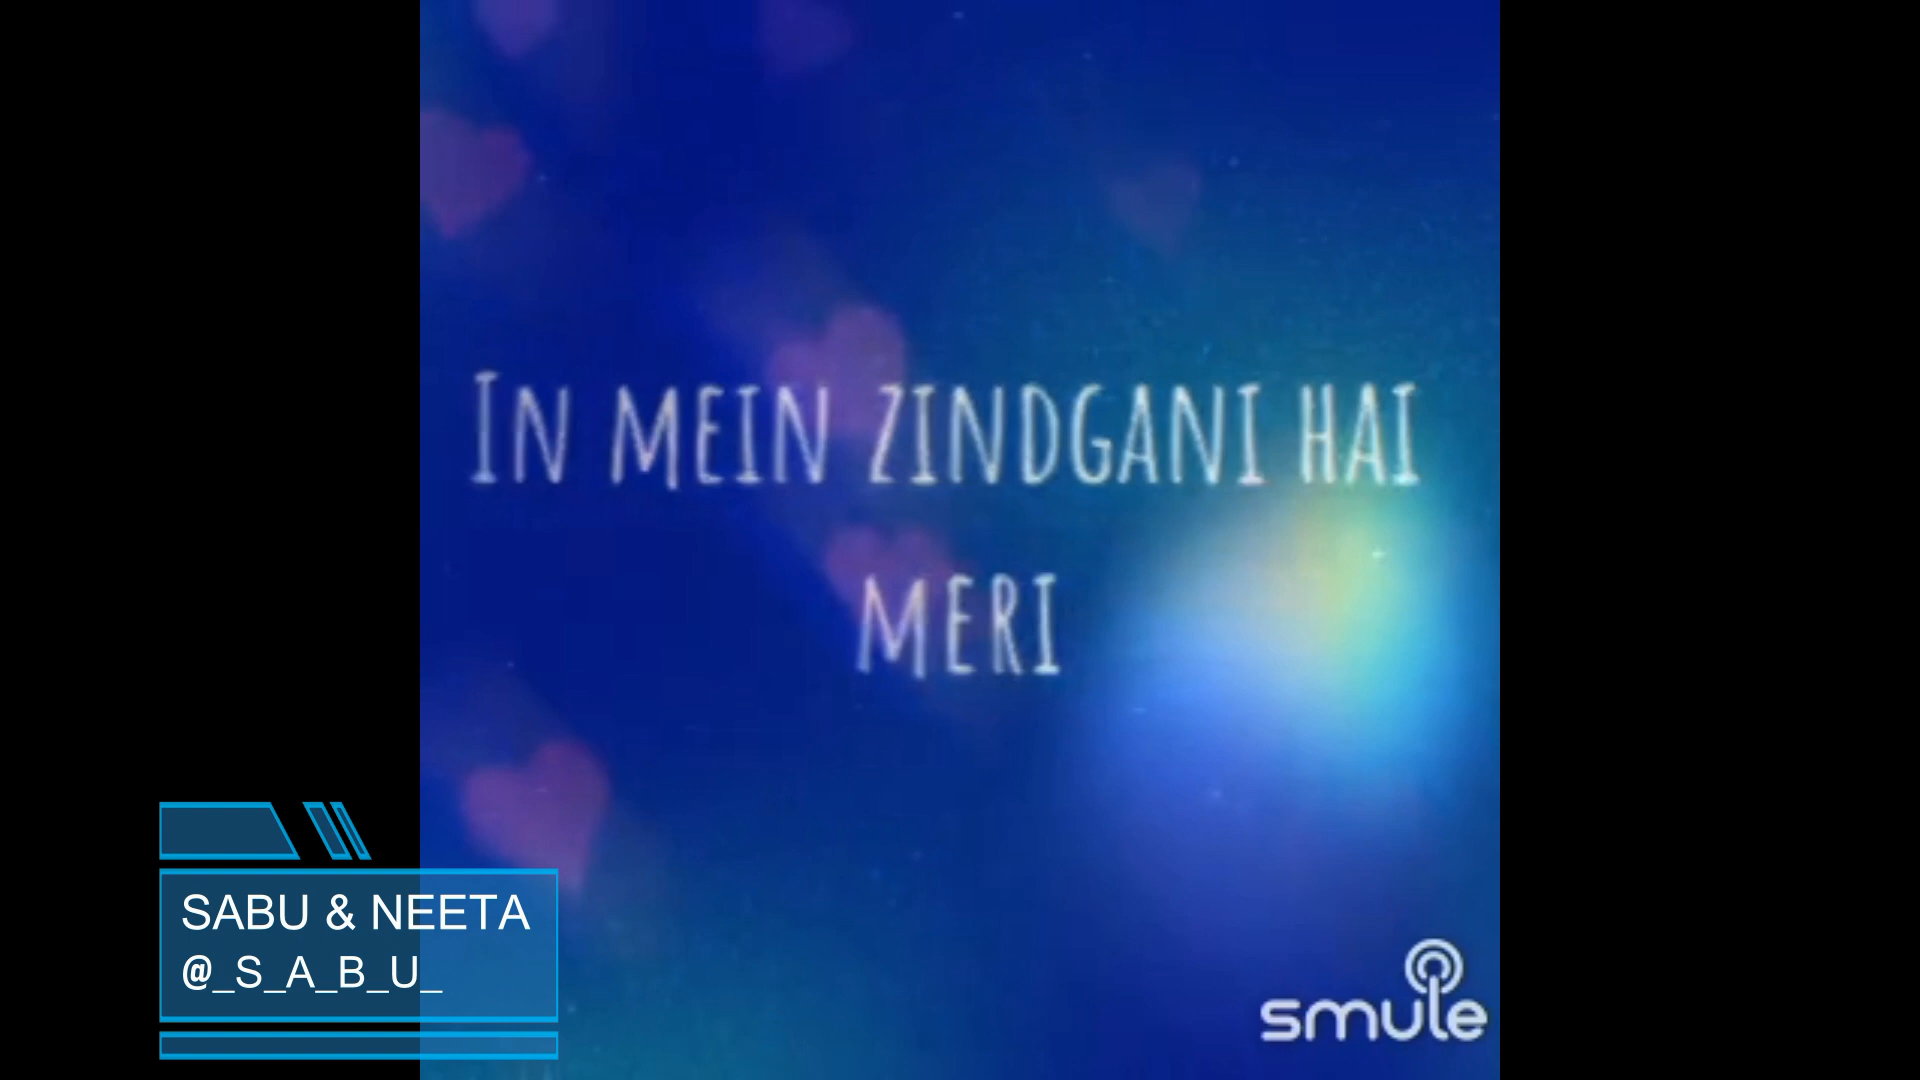 In mein zindgani hai
meri
SABU & NEETA
@_S_A_B_U_
smule